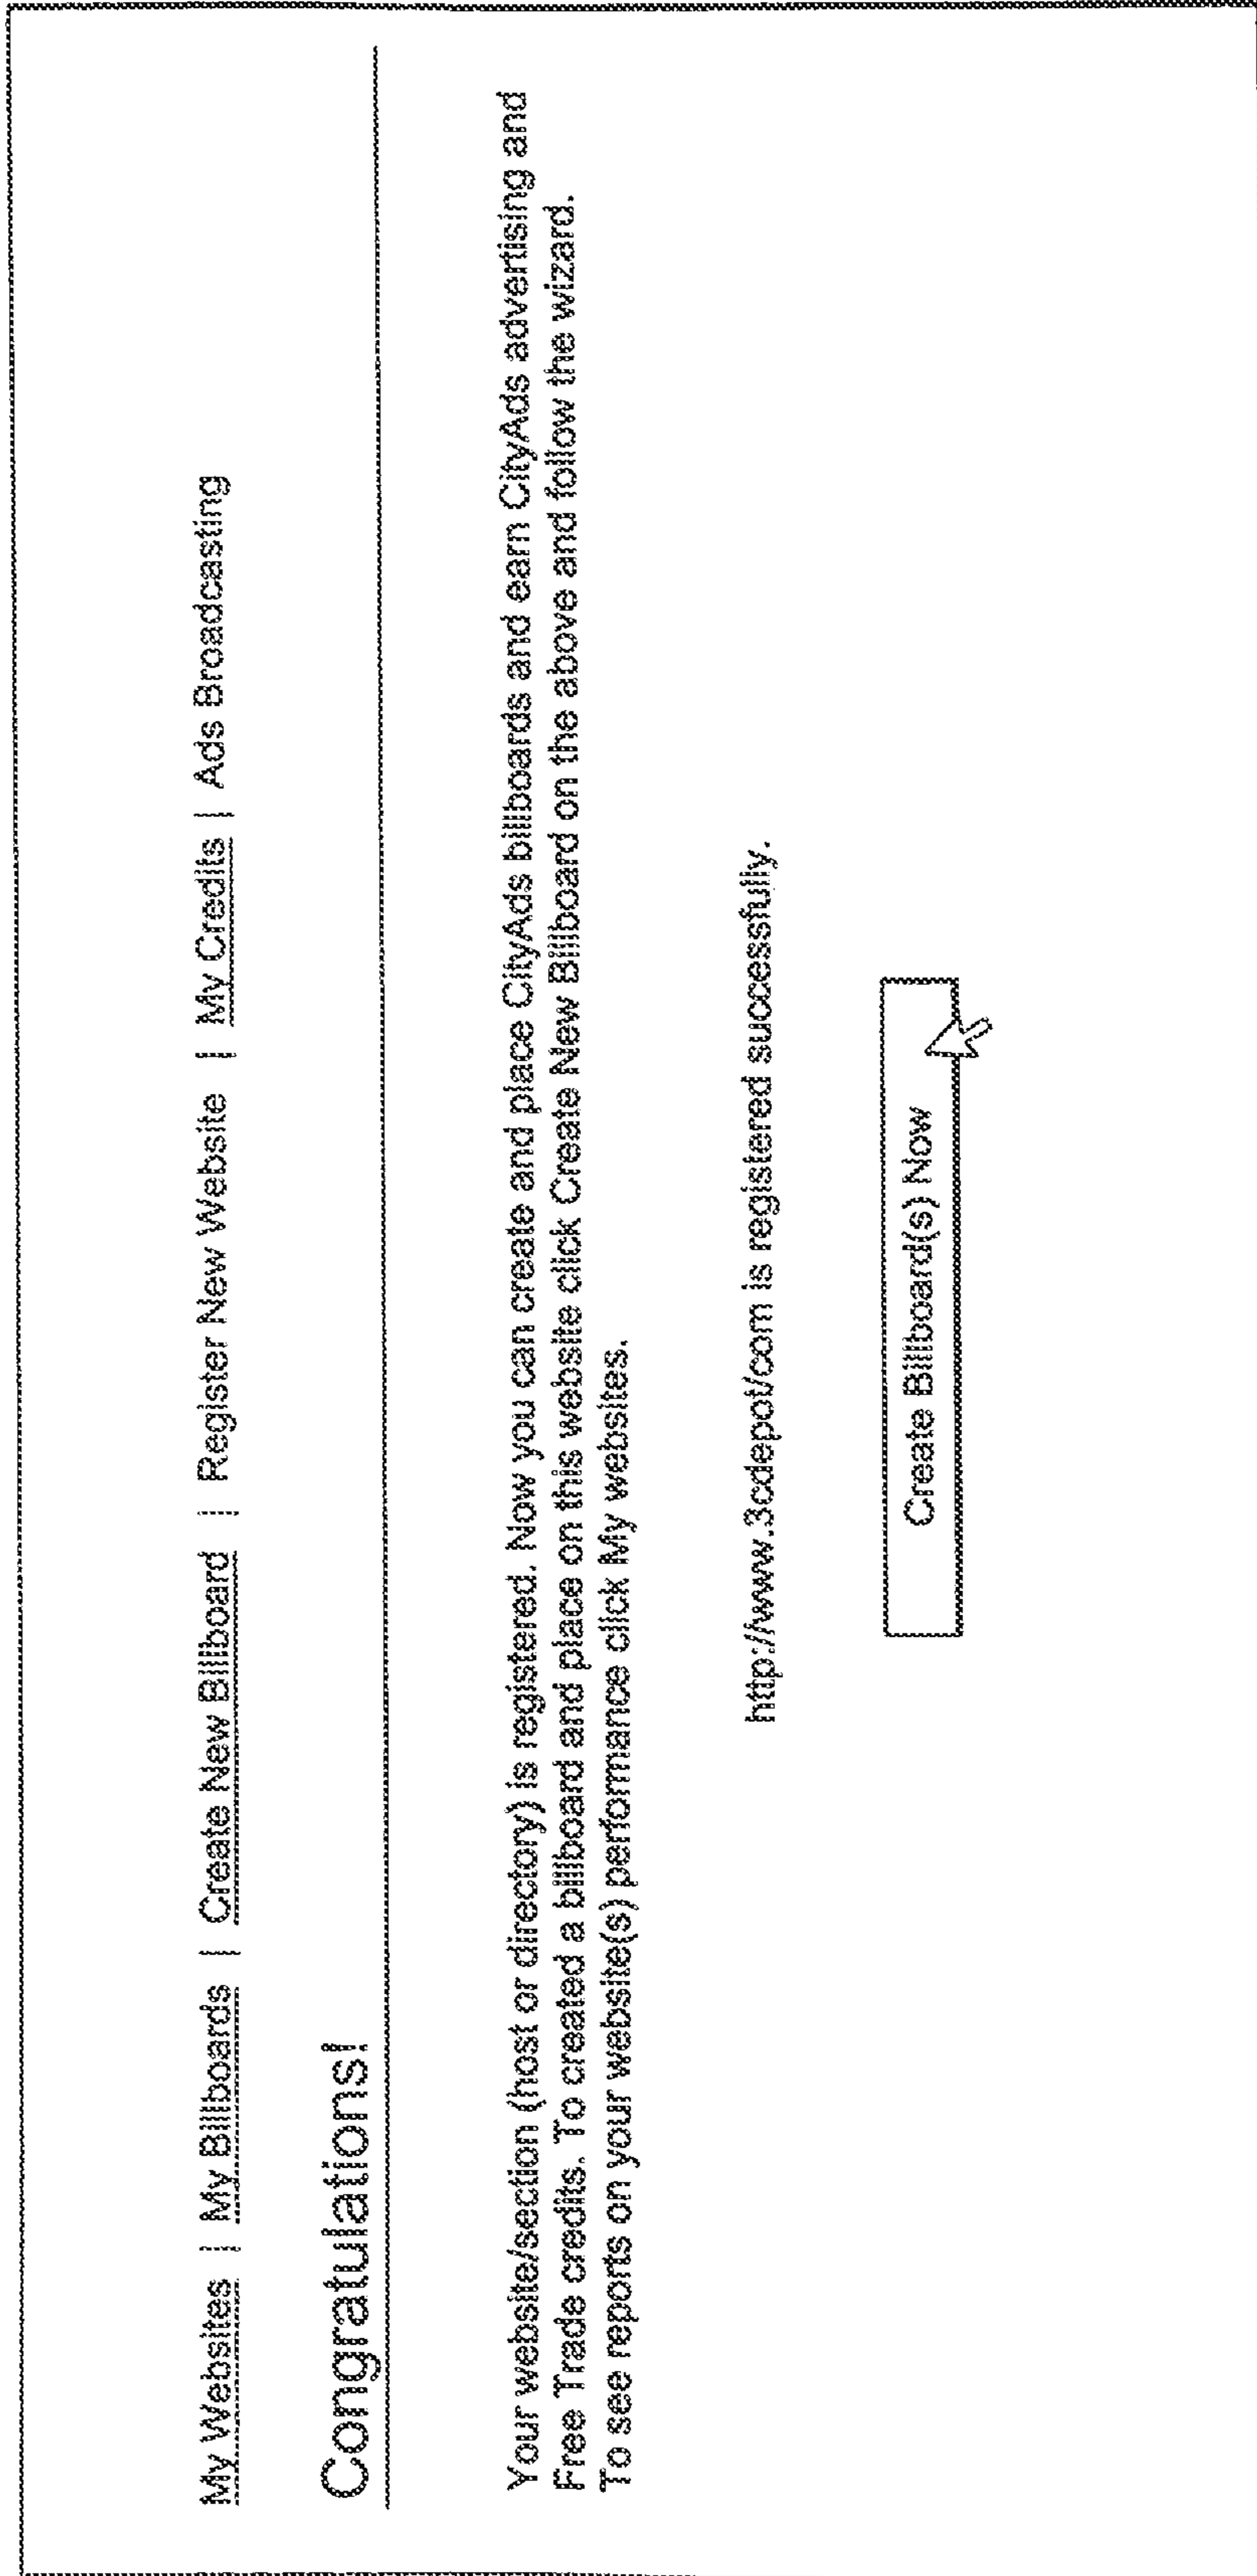 My Websites | My Billboards | Create New Billboard | Register New Website | My Credits | Ads Broadcasting
Congratulations!
Your website/section (host or directory) is registered. Now you can create and place CityAds billboards and earn CityAds advertising and
Free Trade credits. To created a billboard and place on this website click Create New Billboard on the above and follow the wizard.
To see reports on your website(s) performance click My websites.
http://www.3cdepot/com is registered successfully.
Create Billboard(s) Now